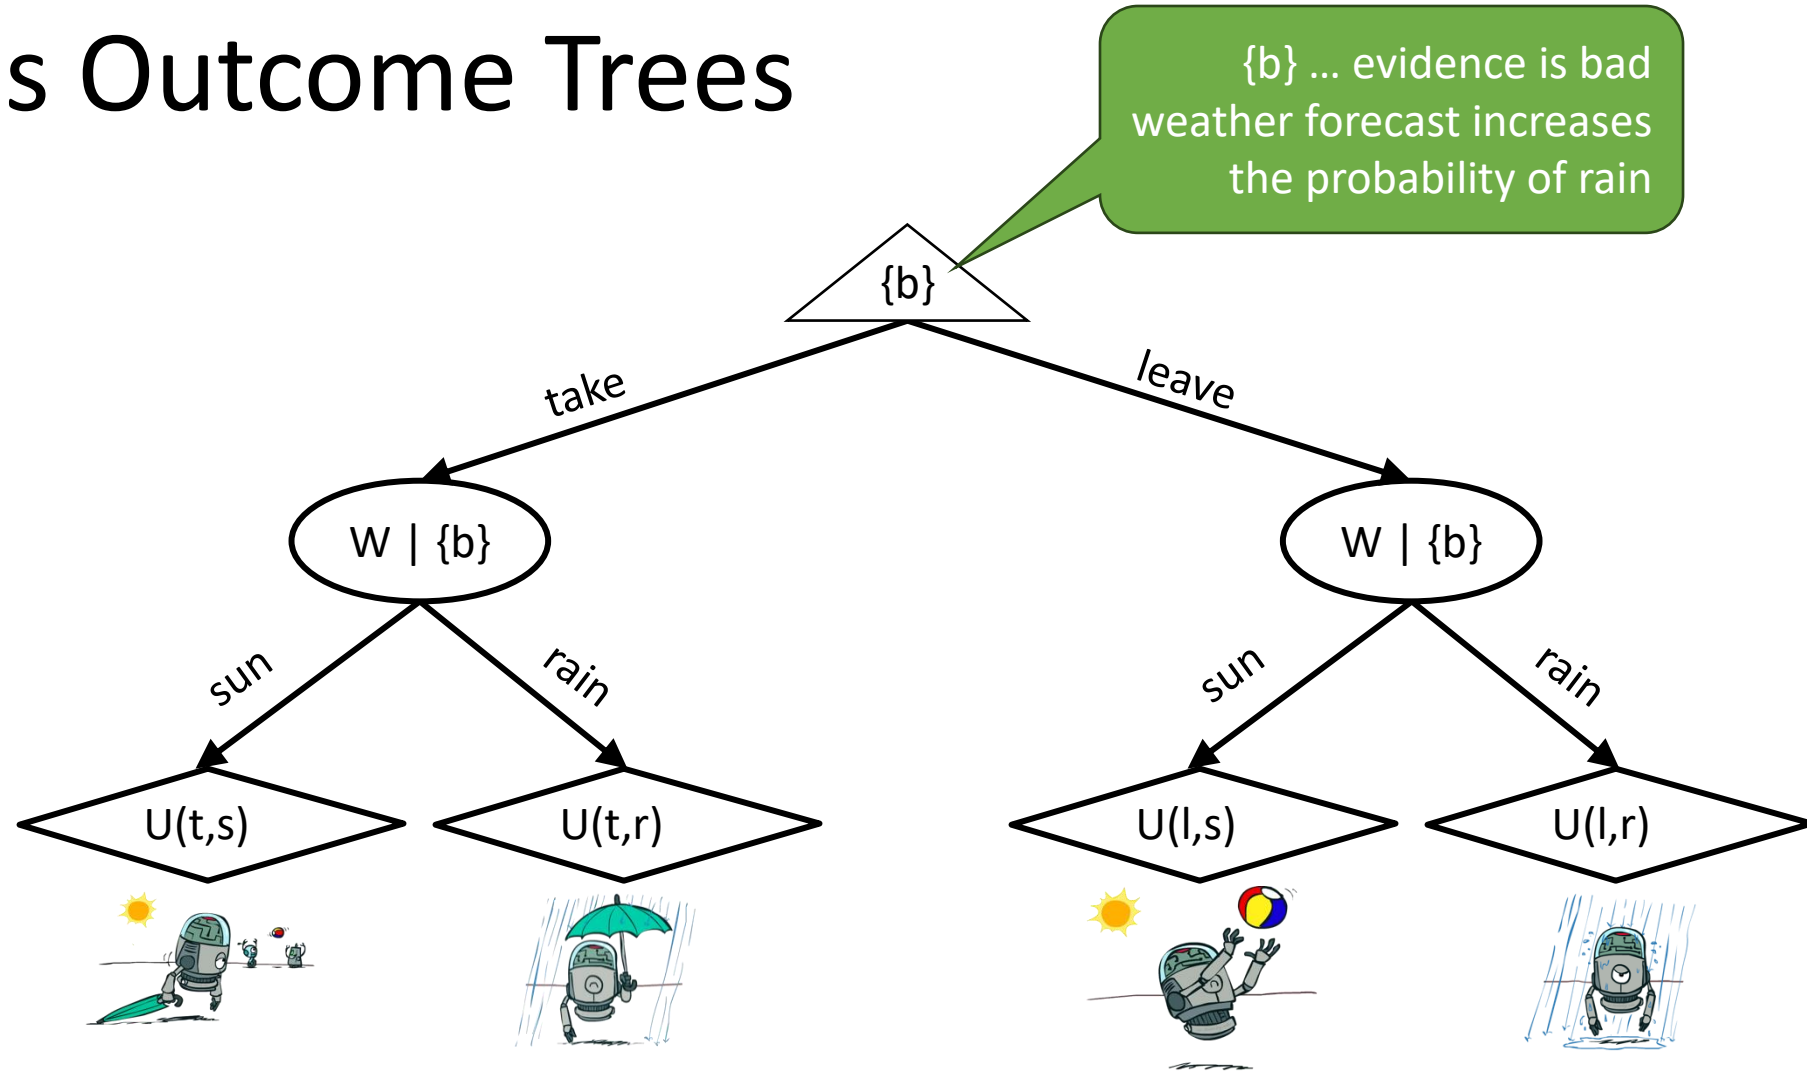 s Outcome Trees
{b} ... evidence is bad
weather forecast increases
the probability of rain
{b}
take
leave
W | {b}
W | {b}
sun
rain
sun
rain
U(t,s)
U(t,r)
U(l,s)
U(l,r)